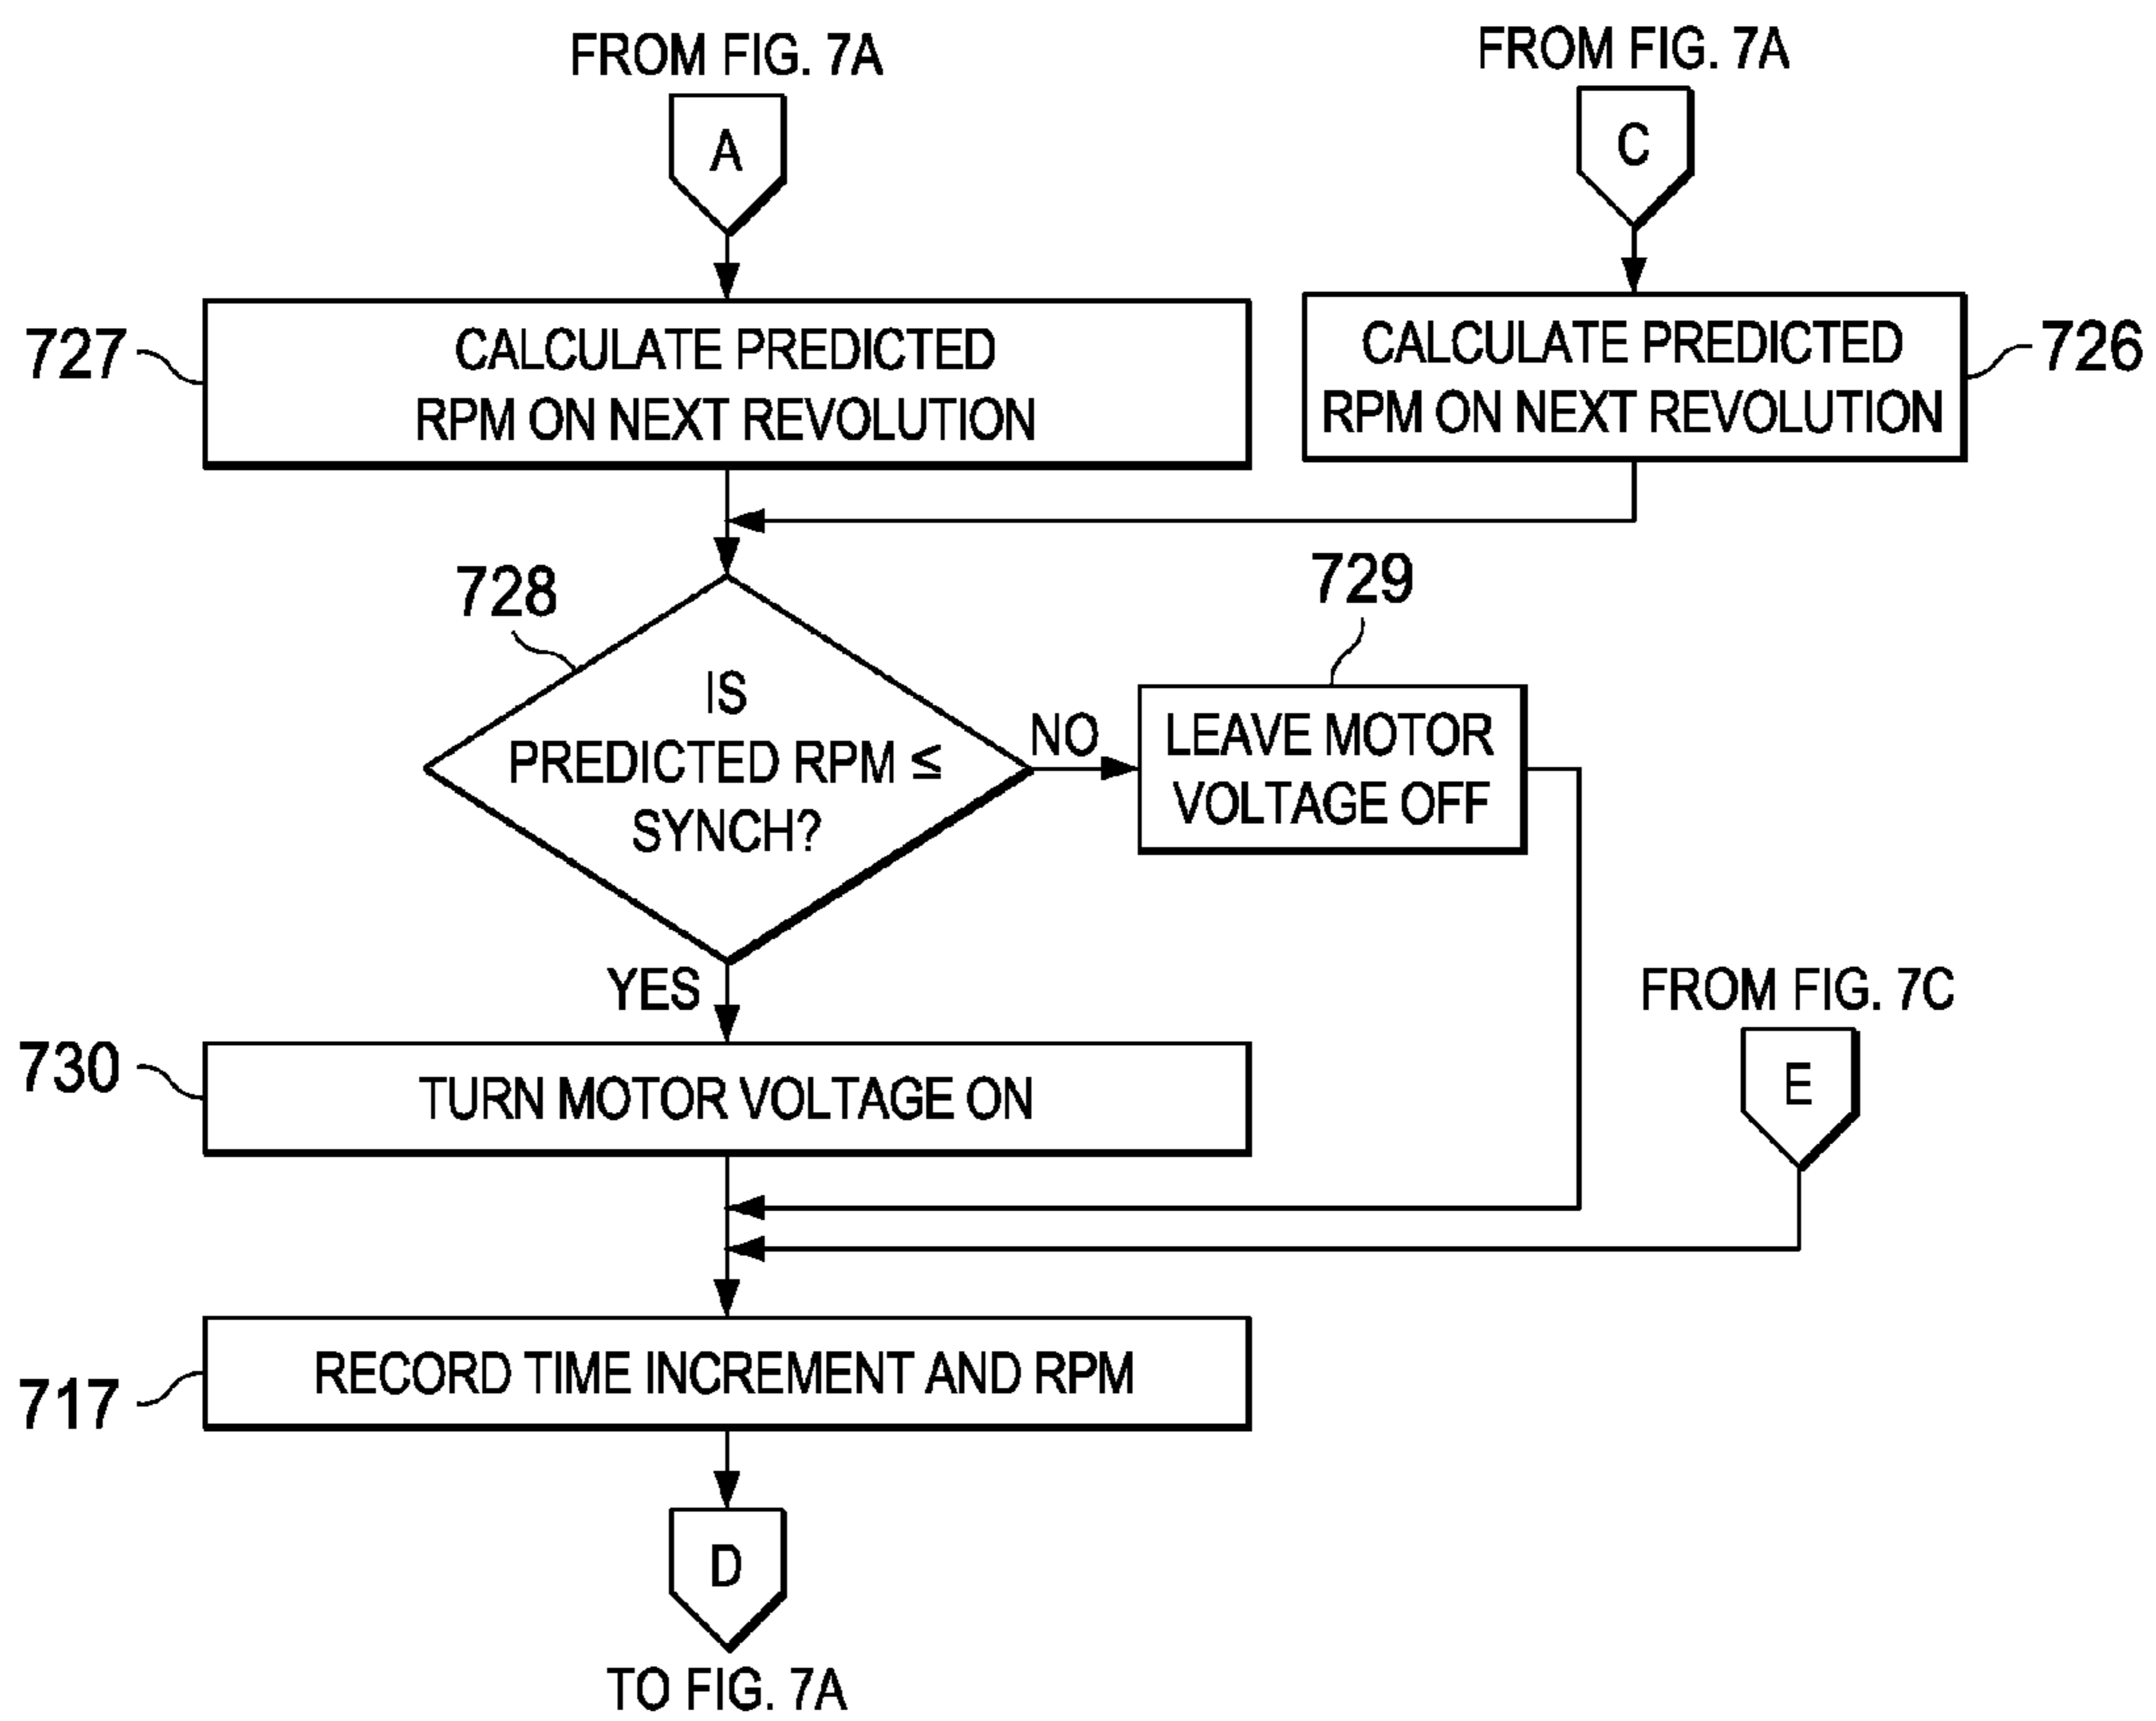 FROM FIG. 7A
A
FROM FIG. 7A
C
727
CALCULATE PREDICTED
RPM ON NEXT REVOLUTION
CALCULATE PREDICTED
RPM ON NEXT REVOLUTION
726
728
IS
PREDICTED RPM ≤
SYNCH?
NO
729
LEAVE MOTOR
VOLTAGE OFF
YES
FROM FIG. 7C
E
730
TURN MOTOR VOLTAGE ON
717
RECORD TIME INCREMENT AND RPM
D
TO FIG. 7A